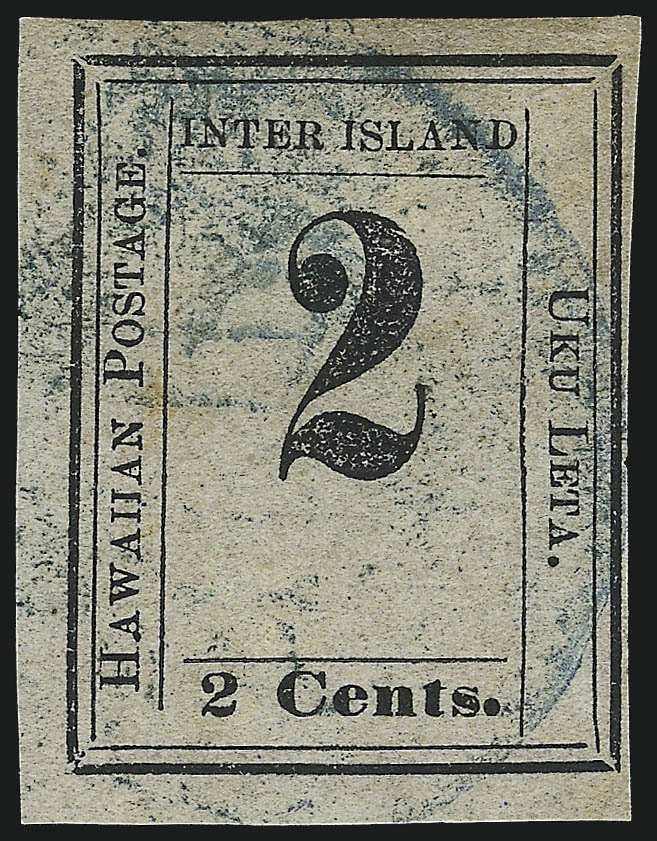 INTER ISLAND
HAWAIIAN POSTAGE.
2
UKU LETA.
2 Cents.